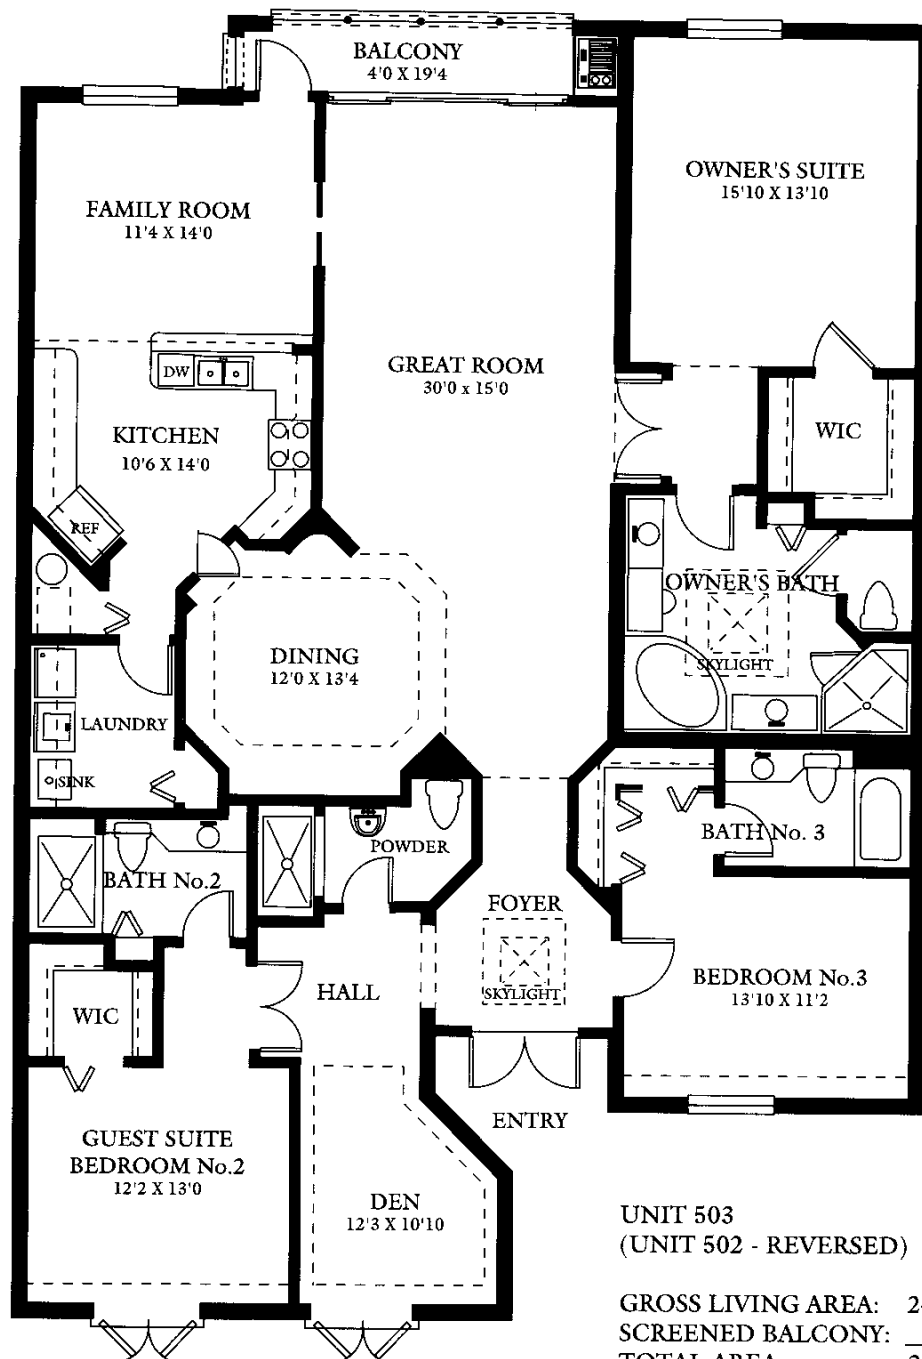 BALCONY
4'0 X 19'4
OWNER'S SUITE
15'10 X 13'10
FAMILY ROOM
11'4 X 14'0
GREAT ROOM
30'0 x 15'0
DW
KITCHEN
10'6 X 14'0
WIC
REF
OWNER'S BATH
SKYLIGHT
DINING
12'0 X 13'4
LAUNDRY
SINK
POWDER
BATH No. 3
BATH No.2
FOYER
SKYLIGHT
HALL
WIC
BEDROOM No.3
13'10 X 11'2
ENTRY
GUEST SUITE
BEDROOM No.2
12'2 X 13'0
DEN
12'3 X 10'10
UNIT 503
(UNIT 502 - REVERSED)
GROSS LIVING AREA:
SCREENED BALCONY:
TOTAL AREA